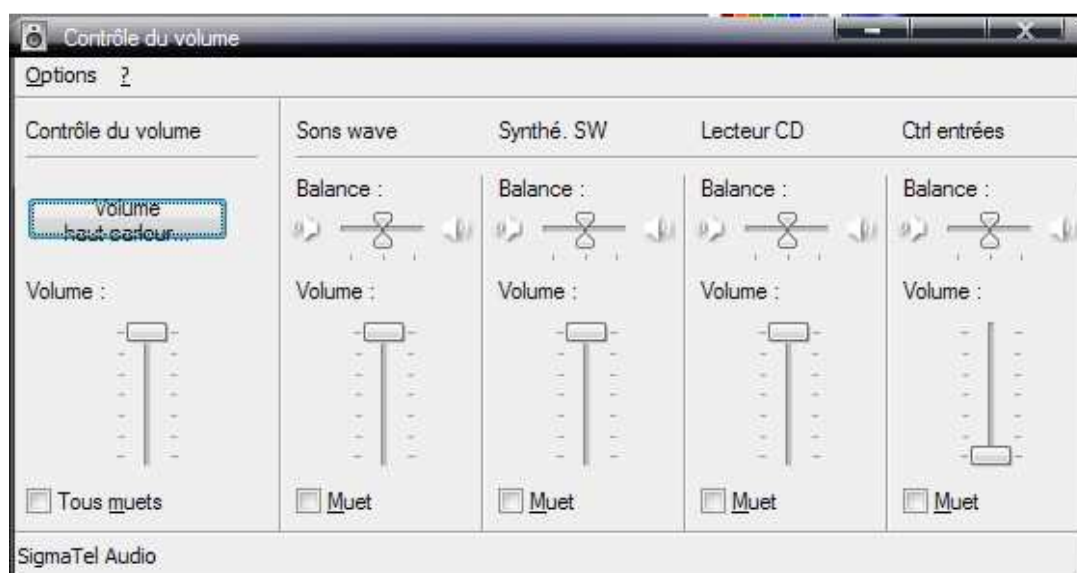 Contrôle du volume
Options ?
Contrôle du volume Sons wave Synthé. SW Lecteur CD Ctrl entrées
Balance : Balance : Balance : Balance :
Volume
haut-parleur...
Volume : Volume : Volume : Volume : Volume :
Tous muets Muet Muet Muet Muet
SigmaTel Audio